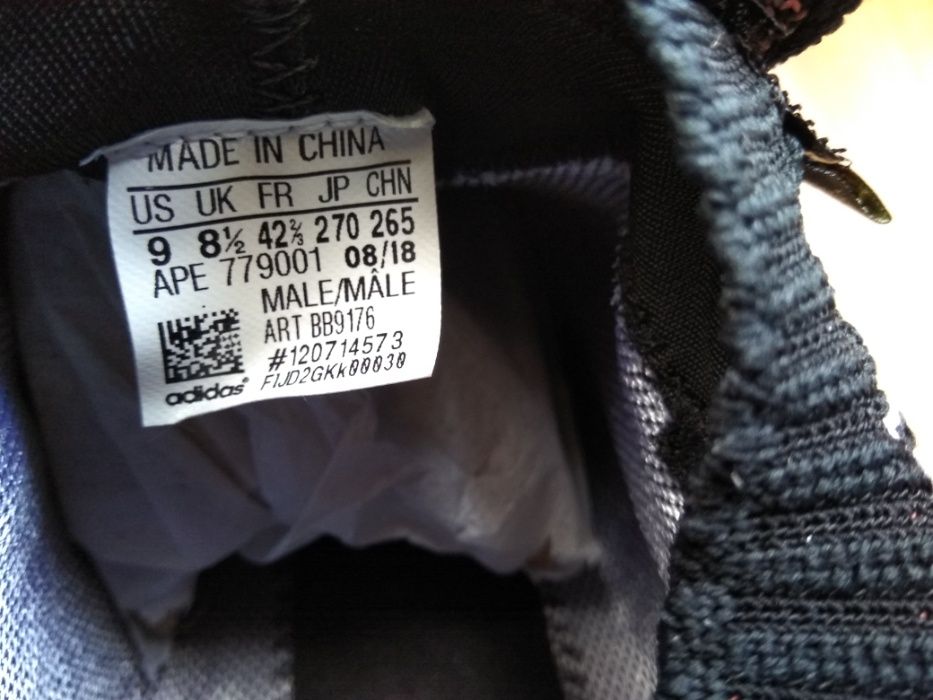 MADE IN CHINA
US UK FR JP CHN
9 8½ 42⅔ 270 265
APE 779001 08/18
MALE/MÂLE
ART BB9176
#120714573
FIJD2GKk00030
adidas®